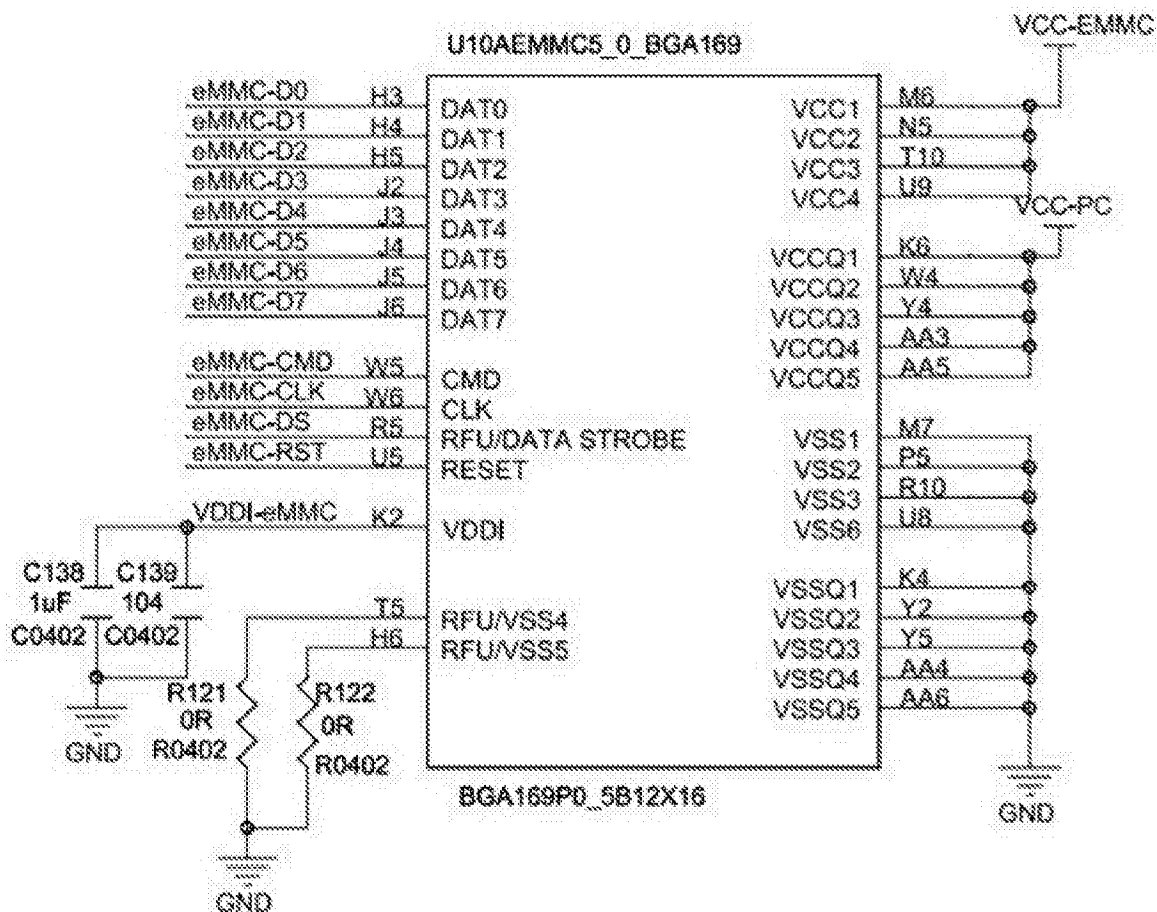 VCC-EMMC
U10AEMMC5_0_BGA169
eMMC-D0 H3 DAT0 VCC1 M6
eMMC-D1 H4 DAT1 VCC2 N5
eMMC-D2 H5 DAT2 VCC3 T10
eMMC-D3 J2 DAT3 VCC4 U9
VCC-PC
eMMC-D4 J3 DAT4
eMMC-D5 J4 DAT5 VCCQ1 K6
eMMC-D6 J5 DAT6 VCCQ2 W4
eMMC-D7 J6 DAT7 VCCQ3 Y4
VCCQ4 AA3
eMMC-CMD W5 CMD VCCQ5 AA5
eMMC-CLK W6 CLK
eMMC-DS R5 RFU/DATA STROBE VSS1 M7
eMMC-RST U5 RESET VSS2 P5
VSS3 R10
VDDI-eMMC K2 VDDI VSS6 U8
C138 C139
1uF 104
C0402 C0402
VSSQ1 K4
T5 RFU/VSS4 VSSQ2 Y2
H6 RFU/VSS5 VSSQ3 Y5
VSSQ4 AA4
VSSQ5 AA6
R121 R122
0R 0R
R0402 R0402
GND
BGA169P0_5B12X16
GND
GND